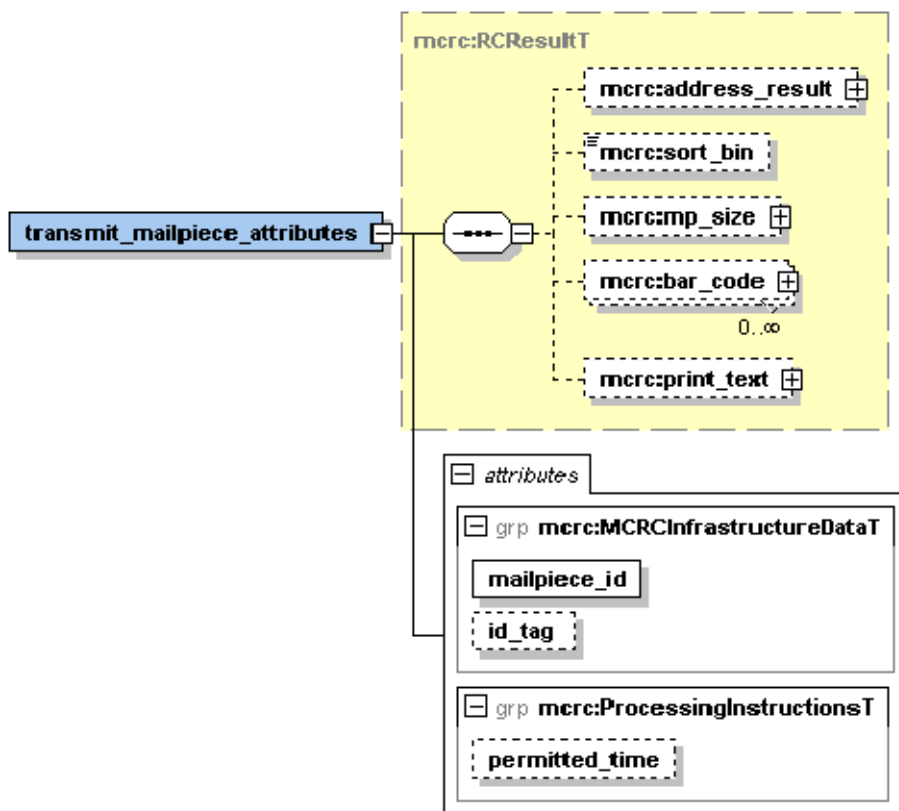 mcrc:RCResultT
mcrc:address_result
mcrc:sort_bin
mcrc:mp_size
transmit_mailpiece_attributes
mcrc:bar_code
0..∞
mcrc:print_text
attributes
grp mcrc:MCRCInfrastructureDataT
mailpiece_id
id_tag
grp mcrc:ProcessingInstructionsT
permitted_time